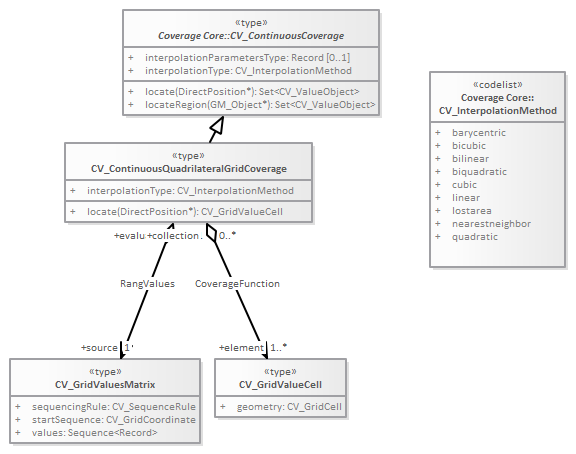 «type»
Coverage Core::CV_ContinuousCoverage
+ interpolationParametersType: Record [0..1]
+ interpolationType: CV_InterpolationMethod
+ locate(DirectPosition*): Set<CV_ValueObject>
+ locateRegion(GM_Object*): Set<CV_ValueObject>
«codelist»
Coverage Core::
CV_InterpolationMethod
+ barycentric
+ bicubic
+ bilinear
+ biquadratic
+ cubic
+ linear
+ lostarea
+ nearestneighbor
+ quadratic
«type»
CV_ContinuousQuadrilateralGridCoverage
+ interpolationType: CV_InterpolationMethod
+ locate(DirectPosition*): CV_GridValueCell
+evalu +collection 0..*
RangValues CoverageFunction
+source 1 +element 1..*
«type»
CV_GridValuesMatrix
+ sequencingRule: CV_SequenceRule
+ startSequence: CV_GridCoordinate
+ values: Sequence<Record>
«type»
CV_GridValueCell
+ geometry: CV_GridCell